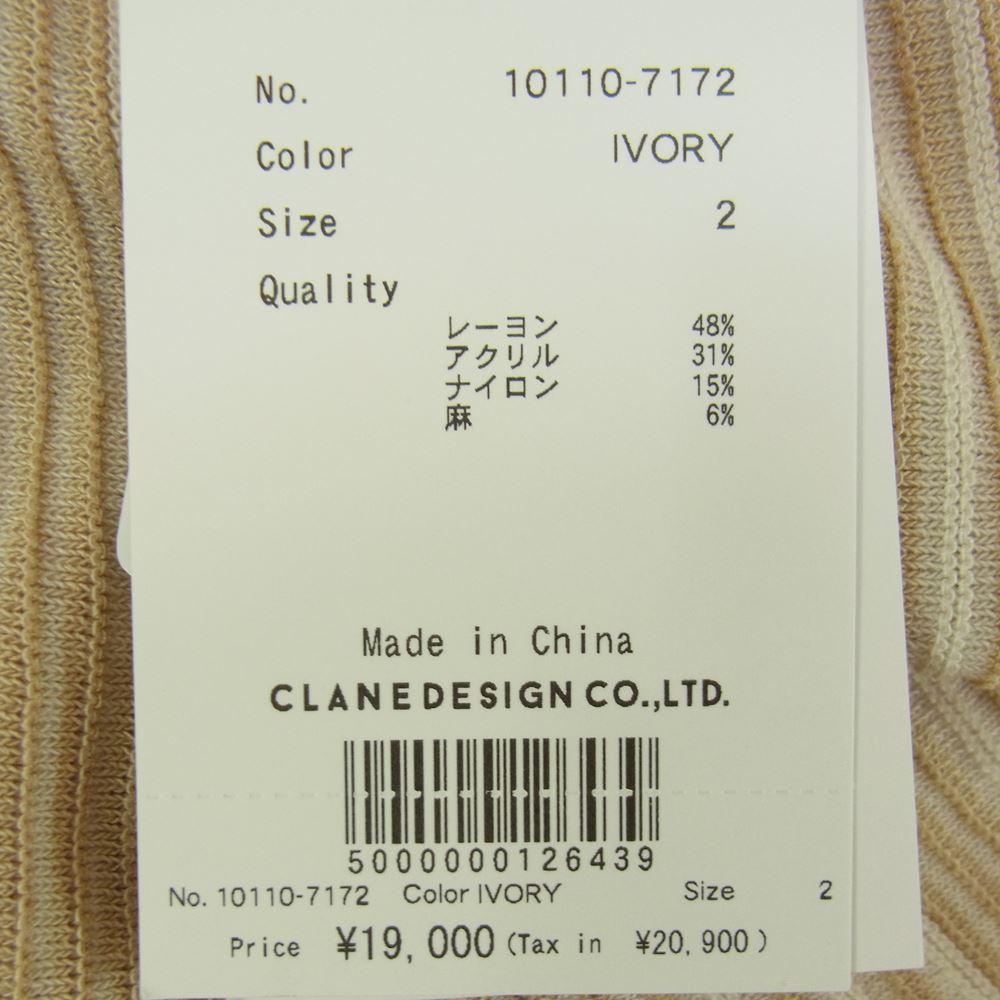 No. 10110-7172
Color IVORY
Size 2
Quality
レーヨン 48%
アクリル 31%
ナイロン 15%
麻 6%
Made in China
CLANE DESIGN CO.,LTD.
5000000126439
No. 10110-7172 Color IVORY Size 2
Price ¥19,000 (Tax in ¥20,900)